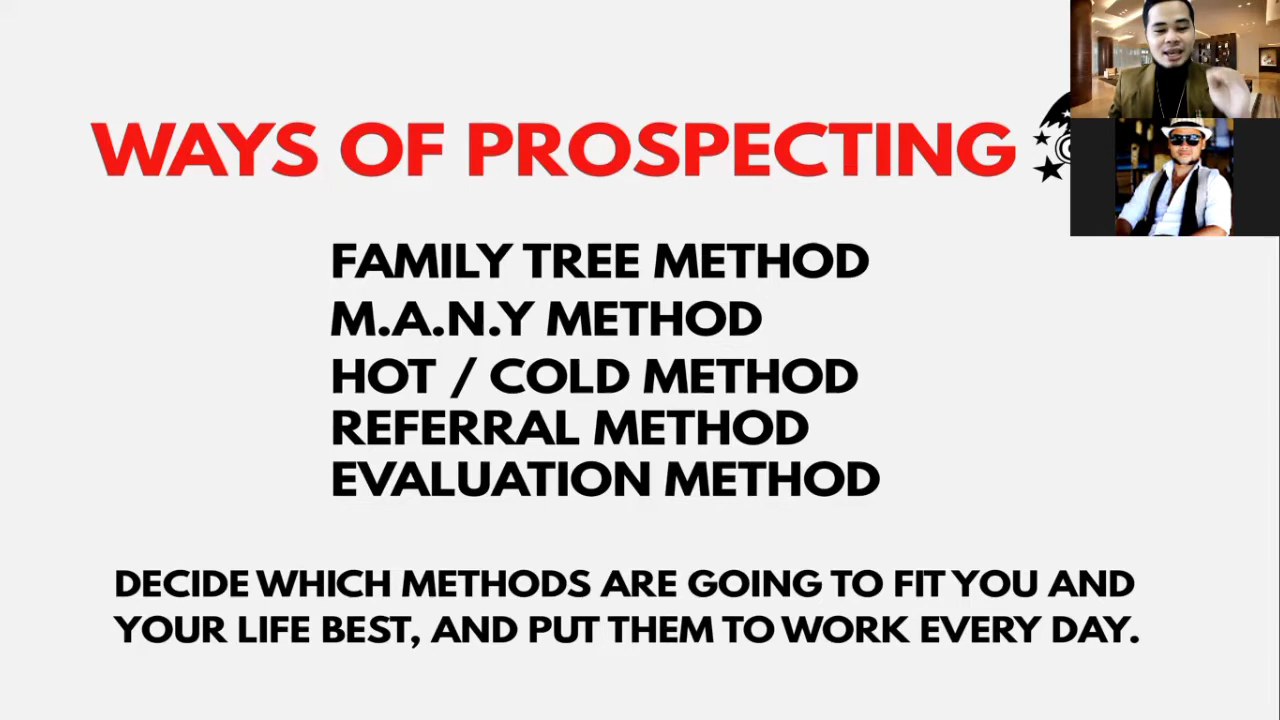 WAYS OF PROSPECTING
FAMILY TREE METHOD
M.A.N.Y METHOD
HOT / COLD METHOD
REFERRAL METHOD
EVALUATION METHOD
DECIDE WHICH METHODS ARE GOING TO FIT YOU AND
YOUR LIFE BEST, AND PUT THEM TO WORK EVERY DAY.